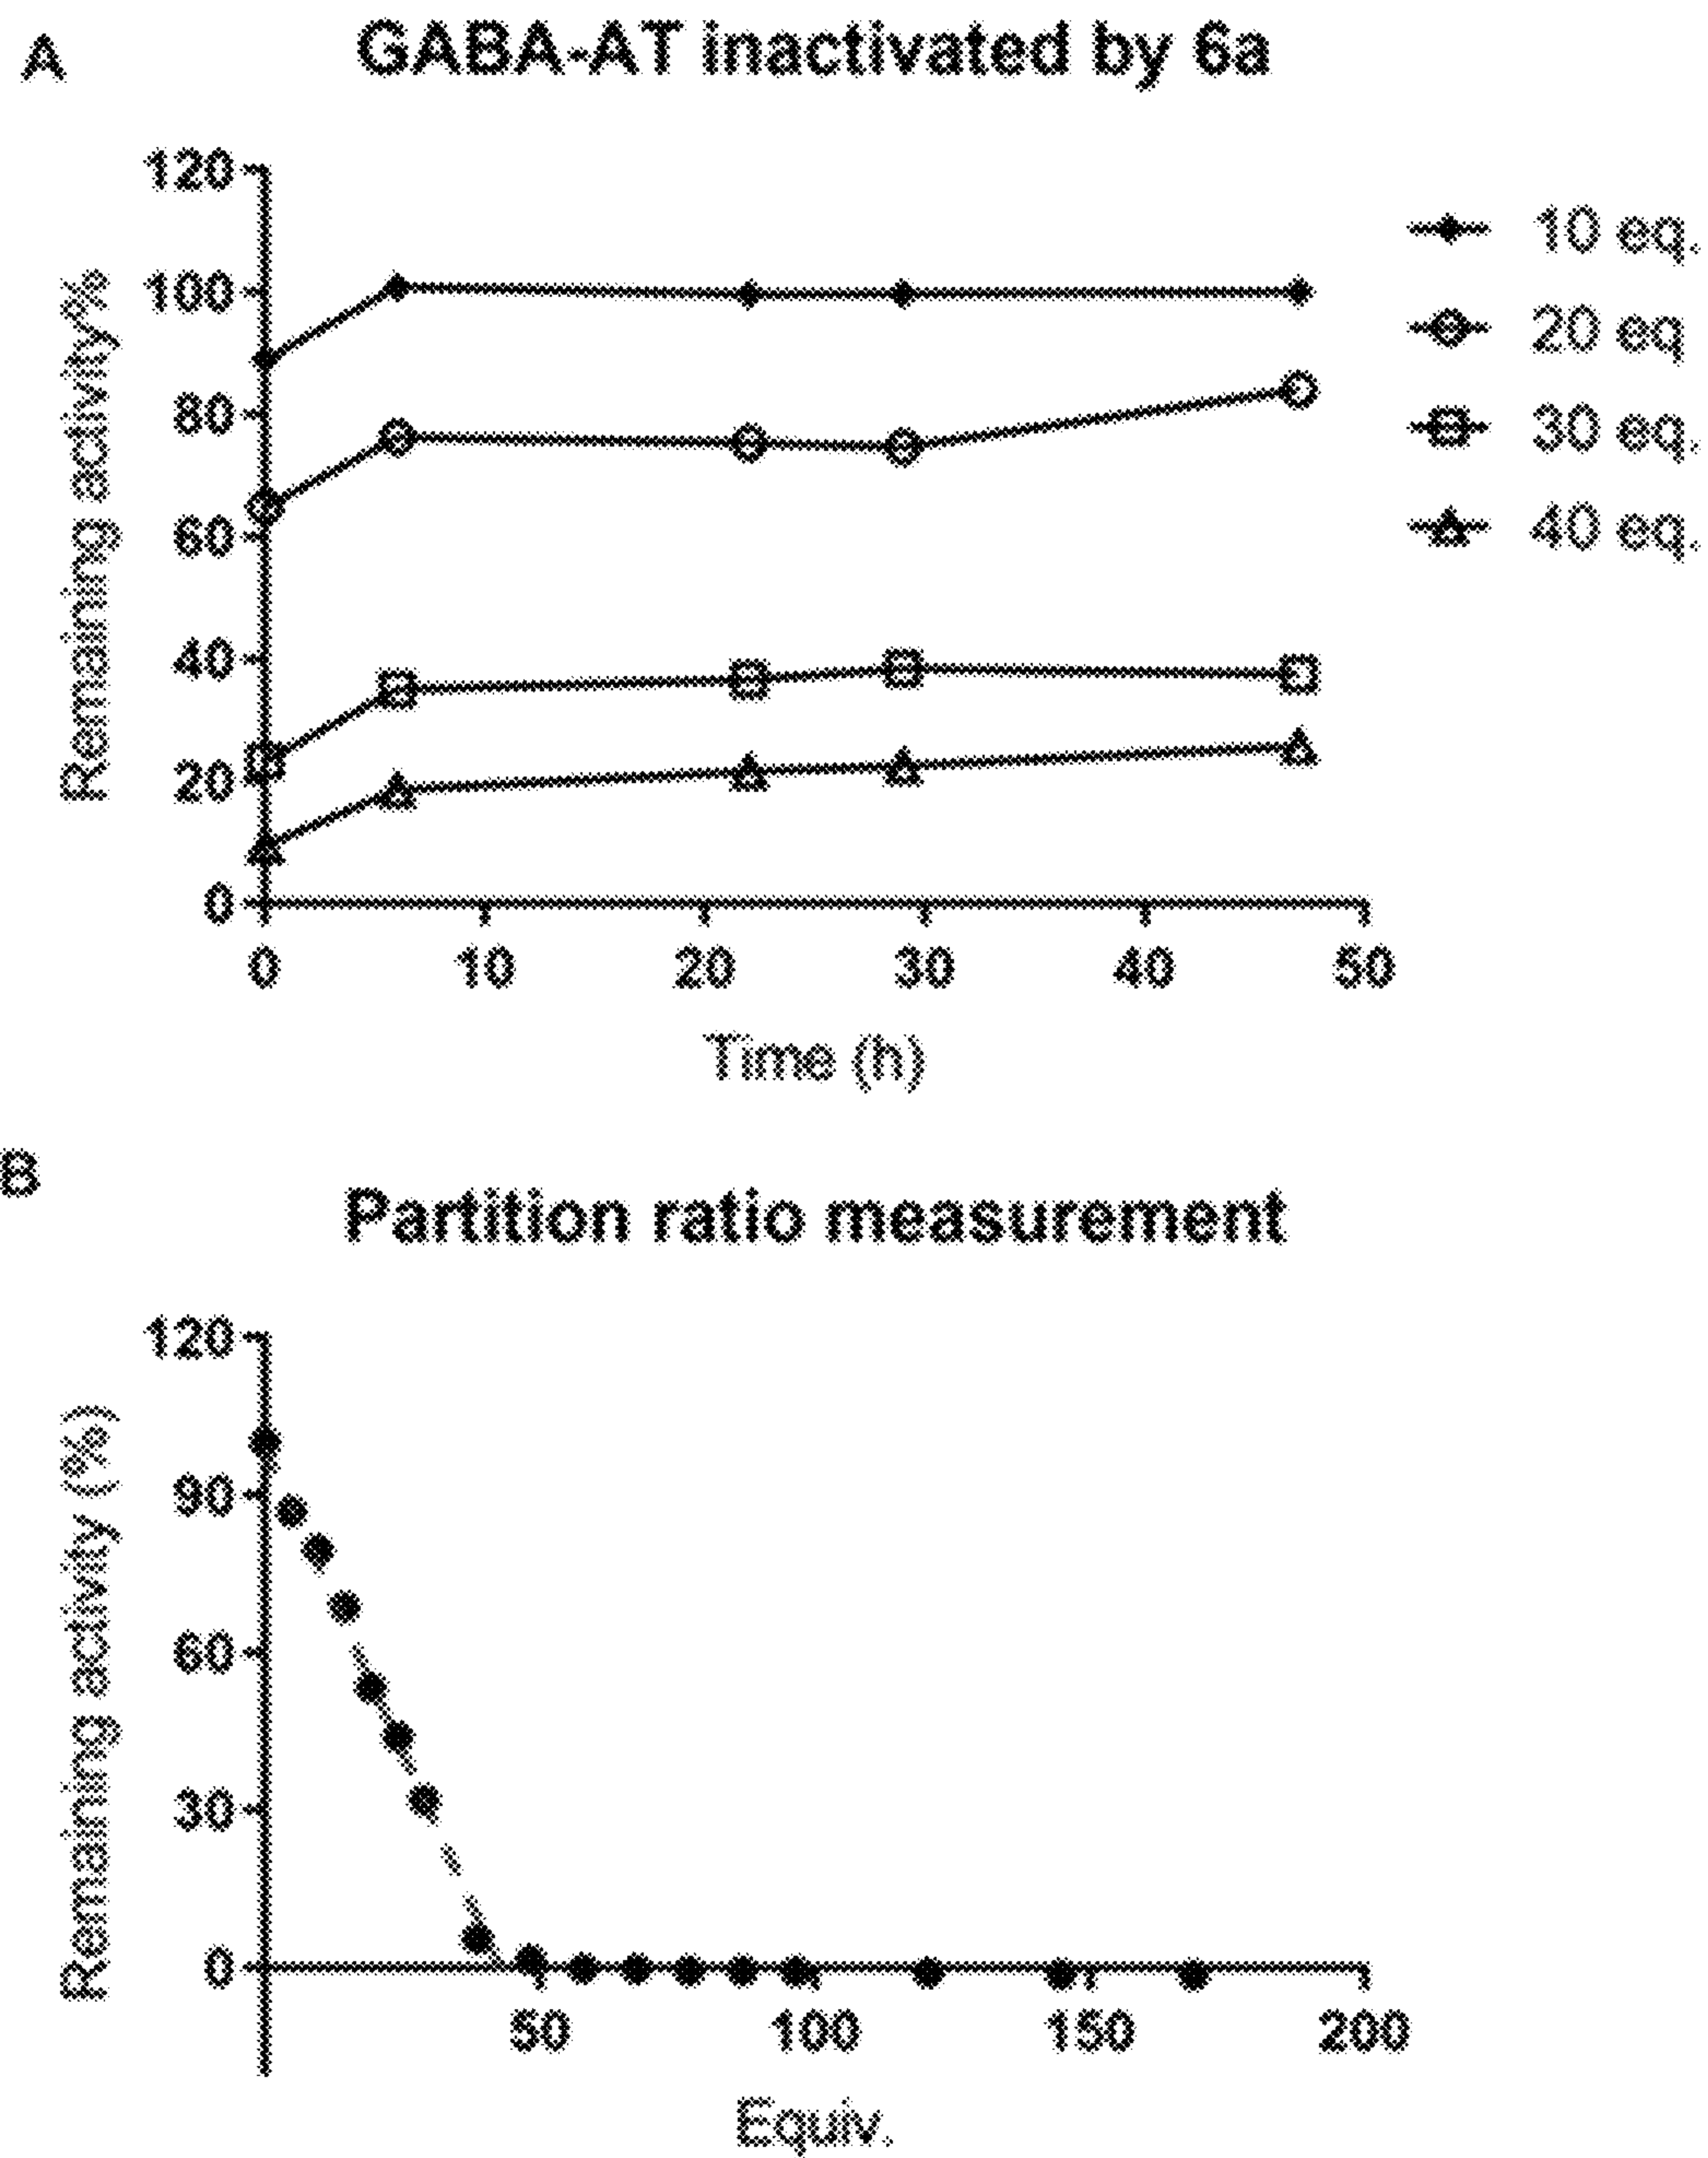 A
GABA-AT inactivated by 6a
120
100
80
60
40
20
0
Remaining activity%
0 10 20 30 40 50
Time (h)
10 eq.
20 eq
30 eq.
40 eq.
B
Partition ratio measurement
120
90
60
30
0
Remaining activity (%)
50 100 150 200
Equiv.